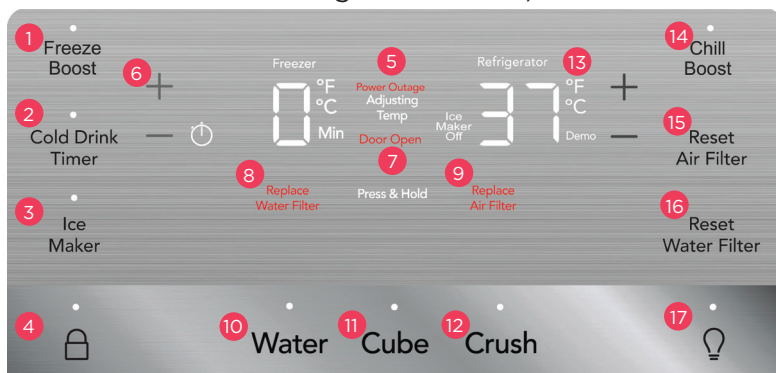 1
Freeze
Boost
6
+
Freezer
5
Refrigerator
13
14
Chill
Boost
0
°F
°C
Min
Power Outage
Adjusting
Temp
Door Open
Ice
Maker
Off
37
°F
°C
Demo
+
2
Cold Drink
Timer
−
7
−
15
Reset
Air Filter
8
Replace
Water Filter
Press & Hold
9
Replace
Air Filter
3
Ice
Maker
16
Reset
Water Filter
4
10
Water
11
Cube
12
Crush
17